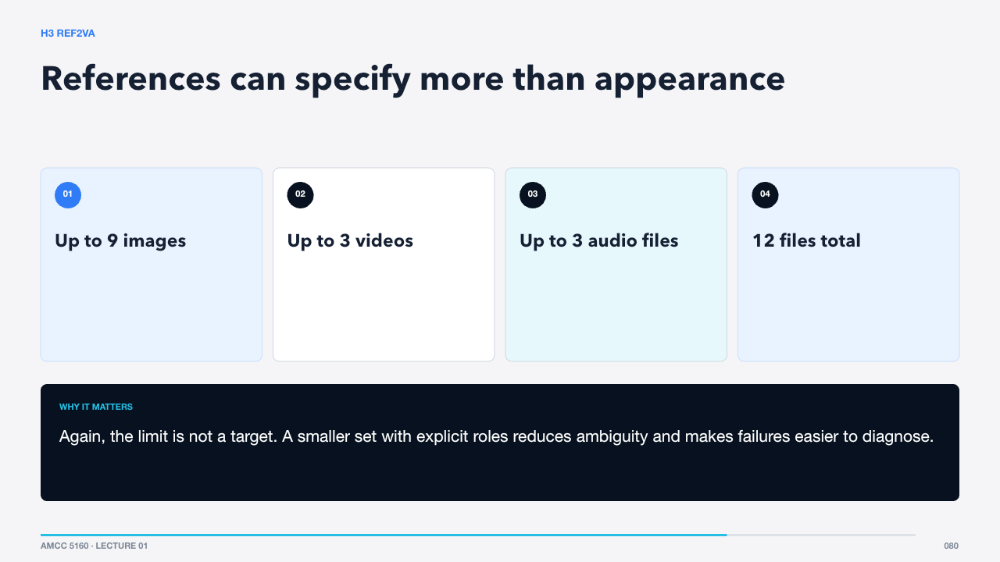 H3 REF2VA
References can specify more than appearance
01
Up to 9 images
02
Up to 3 videos
03
Up to 3 audio files
04
12 files total
WHY IT MATTERS
Again, the limit is not a target. A smaller set with explicit roles reduces ambiguity and makes failures easier to diagnose.
AMCC 5160 · LECTURE 01
080